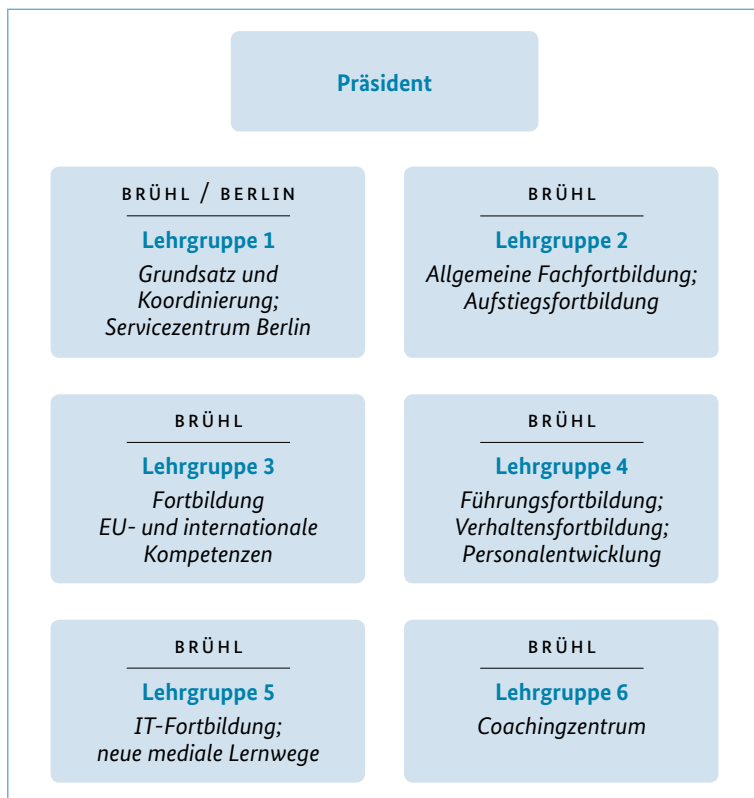 Präsident
BRÜHL / BERLIN
Lehrgruppe 1
Grundsatz und
Koordinierung;
Servicezentrum Berlin
BRÜHL
Lehrgruppe 2
Allgemeine Fachfortbildung;
Aufstiegsfortbildung
BRÜHL
Lehrgruppe 3
Fortbildung
EU- und internationale
Kompetenzen
BRÜHL
Lehrgruppe 4
Führungsfortbildung;
Verhaltensfortbildung;
Personalentwicklung
BRÜHL
Lehrgruppe 5
IT-Fortbildung;
neue mediale Lernwege
BRÜHL
Lehrgruppe 6
Coachingzentrum